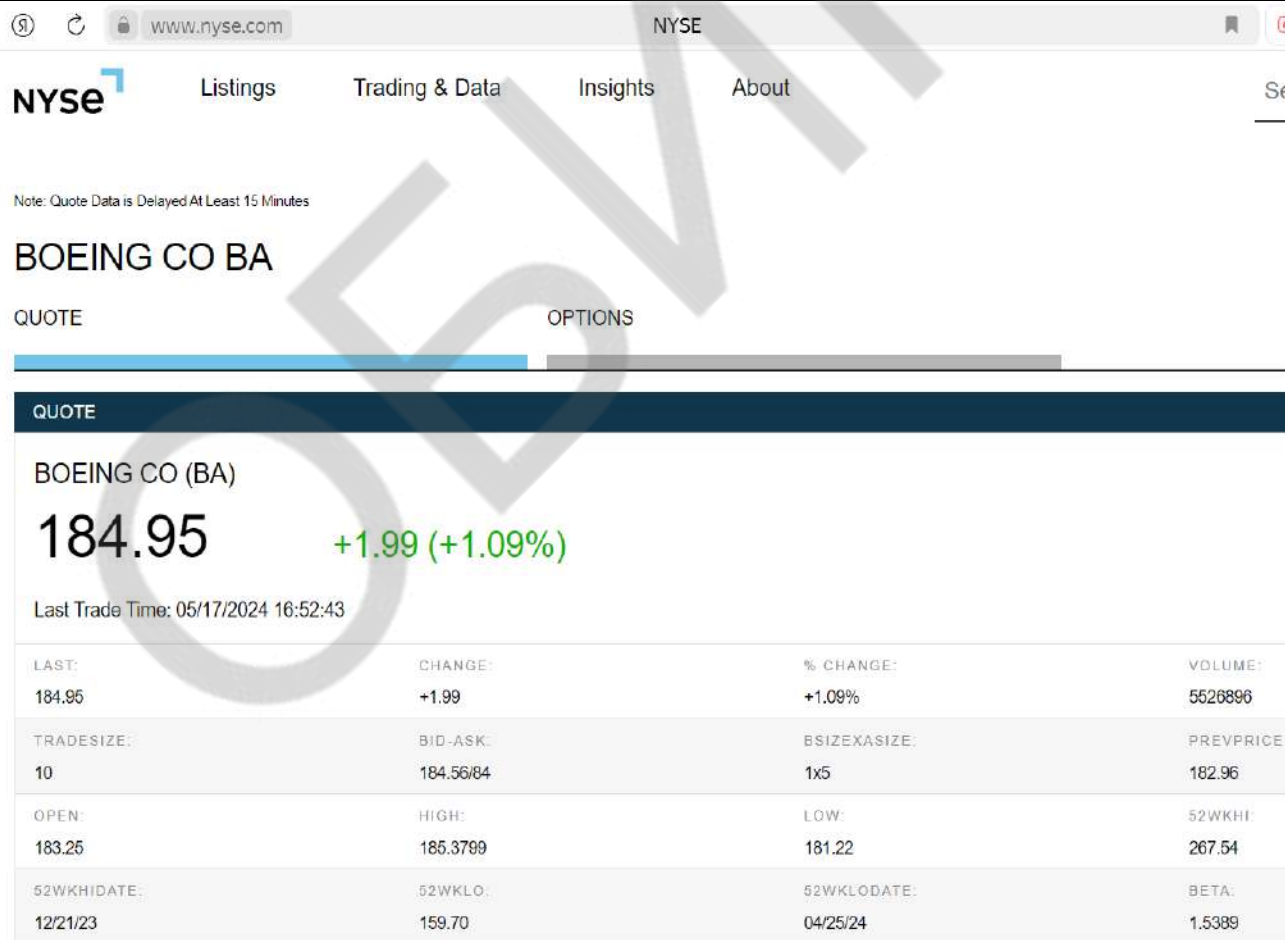 www.nyse.com NYSE
NYSE Listings Trading & Data Insights About
Note: Quote Data is Delayed At Least 15 Minutes
BOEING CO BA
QUOTE OPTIONS
QUOTE
BOEING CO (BA)
184.95 +1.99 (+1.09%)
Last Trade Time: 05/17/2024 16:52:43
LAST: CHANGE: % CHANGE: VOLUME:
184.95 +1.99 +1.09% 5526896
TRADESIZE: BID-ASK: BSIZEXASIZE: PREVPRICE
10 184.56/84 1x5 182.96
OPEN: HIGH: LOW: 52WKHI:
183.25 185.3799 181.22 267.54
52WKHIDATE: 52WKLO: 52WKLODATE: BETA:
12/21/23 159.70 04/25/24 1.5389